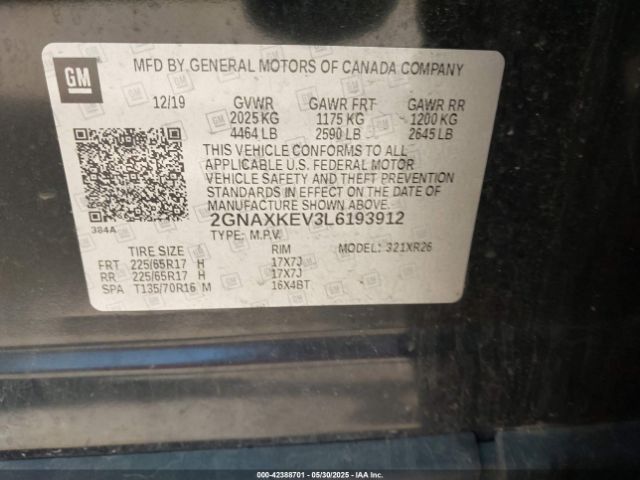 GM
MFD BY GENERAL MOTORS OF CANADA COMPANY
12/19 GVWR GAWR FRT GAWR RR
2025 KG 1175 KG 1200 KG
4464 LB 2590 LB 2645 LB
THIS VEHICLE CONFORMS TO ALL
APPLICABLE U.S. FEDERAL MOTOR
VEHICLE SAFETY AND THEFT PREVENTION
STANDARDS IN EFFECT ON THE DATE OF
MANUFACTURE SHOWN ABOVE.
2GNAXKEV3L6193912
384A
TYPE: M.P.V. MODEL: 321XR26
TIRE SIZE RIM
FRT 225/65R17 H 17X7J
RR 225/65R17 H 17X7J
SPA T135/70R16 M 16X4BT
000-42388701 - 05/30/2025 - IAAI.CA